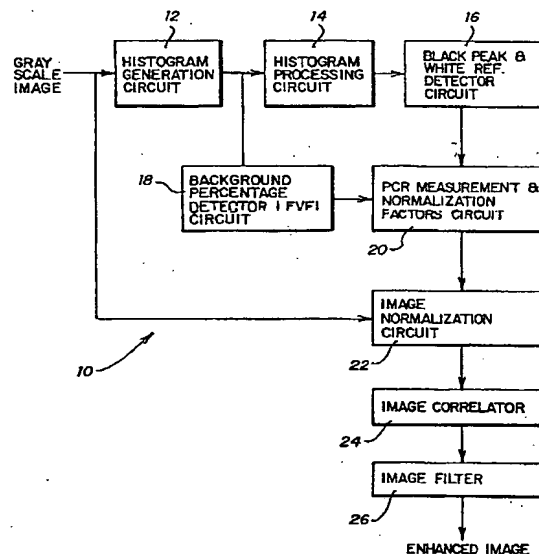 12
14
16
GRAY
SCALE
IMAGE
HISTOGRAM
GENERATION
CIRCUIT
HISTOGRAM
PROCESSING
CIRCUIT
BLACK PEAK &
WHITE REF.
DETECTOR
CIRCUIT
18
BACKGROUND
PERCENTAGE
DETECTOR
CIRCUIT
PCR MEASUREMENT &
NORMALIZATION
FACTORS CIRCUIT
20
IMAGE
NORMALIZATION
CIRCUIT
10
22
IMAGE CORRELATOR
24
IMAGE FILTER
26
ENHANCED IMAGE